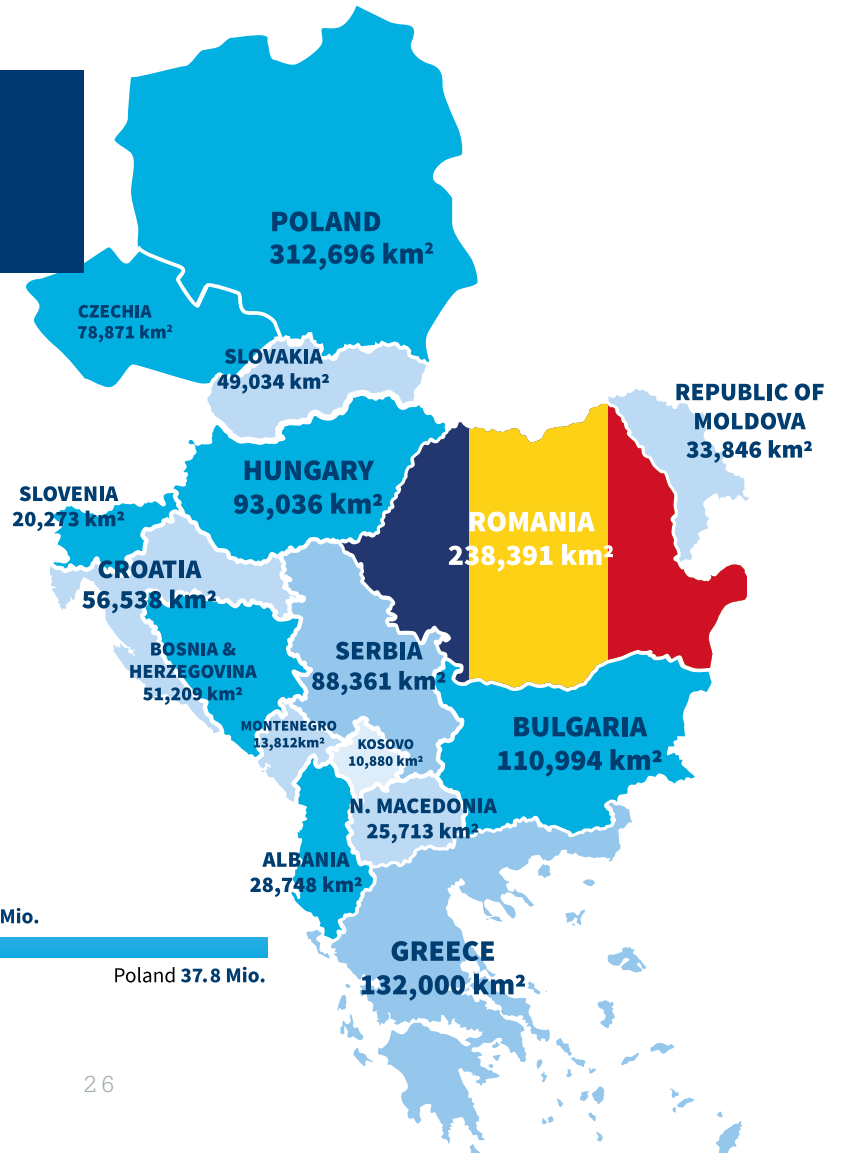 POLAND
312,696 km²
CZECHIA
78,871 km²
SLOVAKIA
49,034 km²
REPUBLIC OF
MOLDOVA
33,846 km²
HUNGARY
93,036 km²
SLOVENIA
20,273 km²
ROMANIA
238,391 km²
CROATIA
56,538 km²
BOSNIA &
HERZEGOVINA
51,209 km²
SERBIA
88,361 km²
MONTENEGRO
13,812km²
KOSOVO
10,880 km²
BULGARIA
110,994 km²
N. MACEDONIA
25,713 km²
ALBANIA
28,748 km²
GREECE
132,000 km²
Mio.
Poland 37.8 Mio.
26